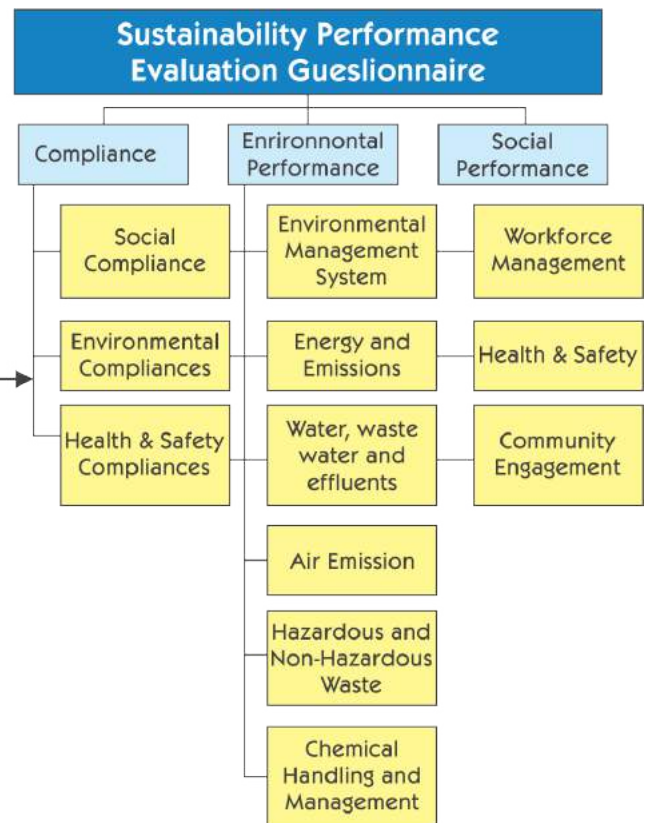 Sustainability Performance
Evaluation Gueslionnaire
Compliance
Enrironnontal
Performance
Social
Performance
Social
Compliance
Environmental
Management
System
Workforce
Management
Environmental
Compliances
Energy and
Emissions
Health & Safety
Health & Safety
Compliances
Water, waste
water and
effluents
Community
Engagement
Air Emission
Hazardous and
Non-Hazardous
Waste
Chemical
Handling and
Management